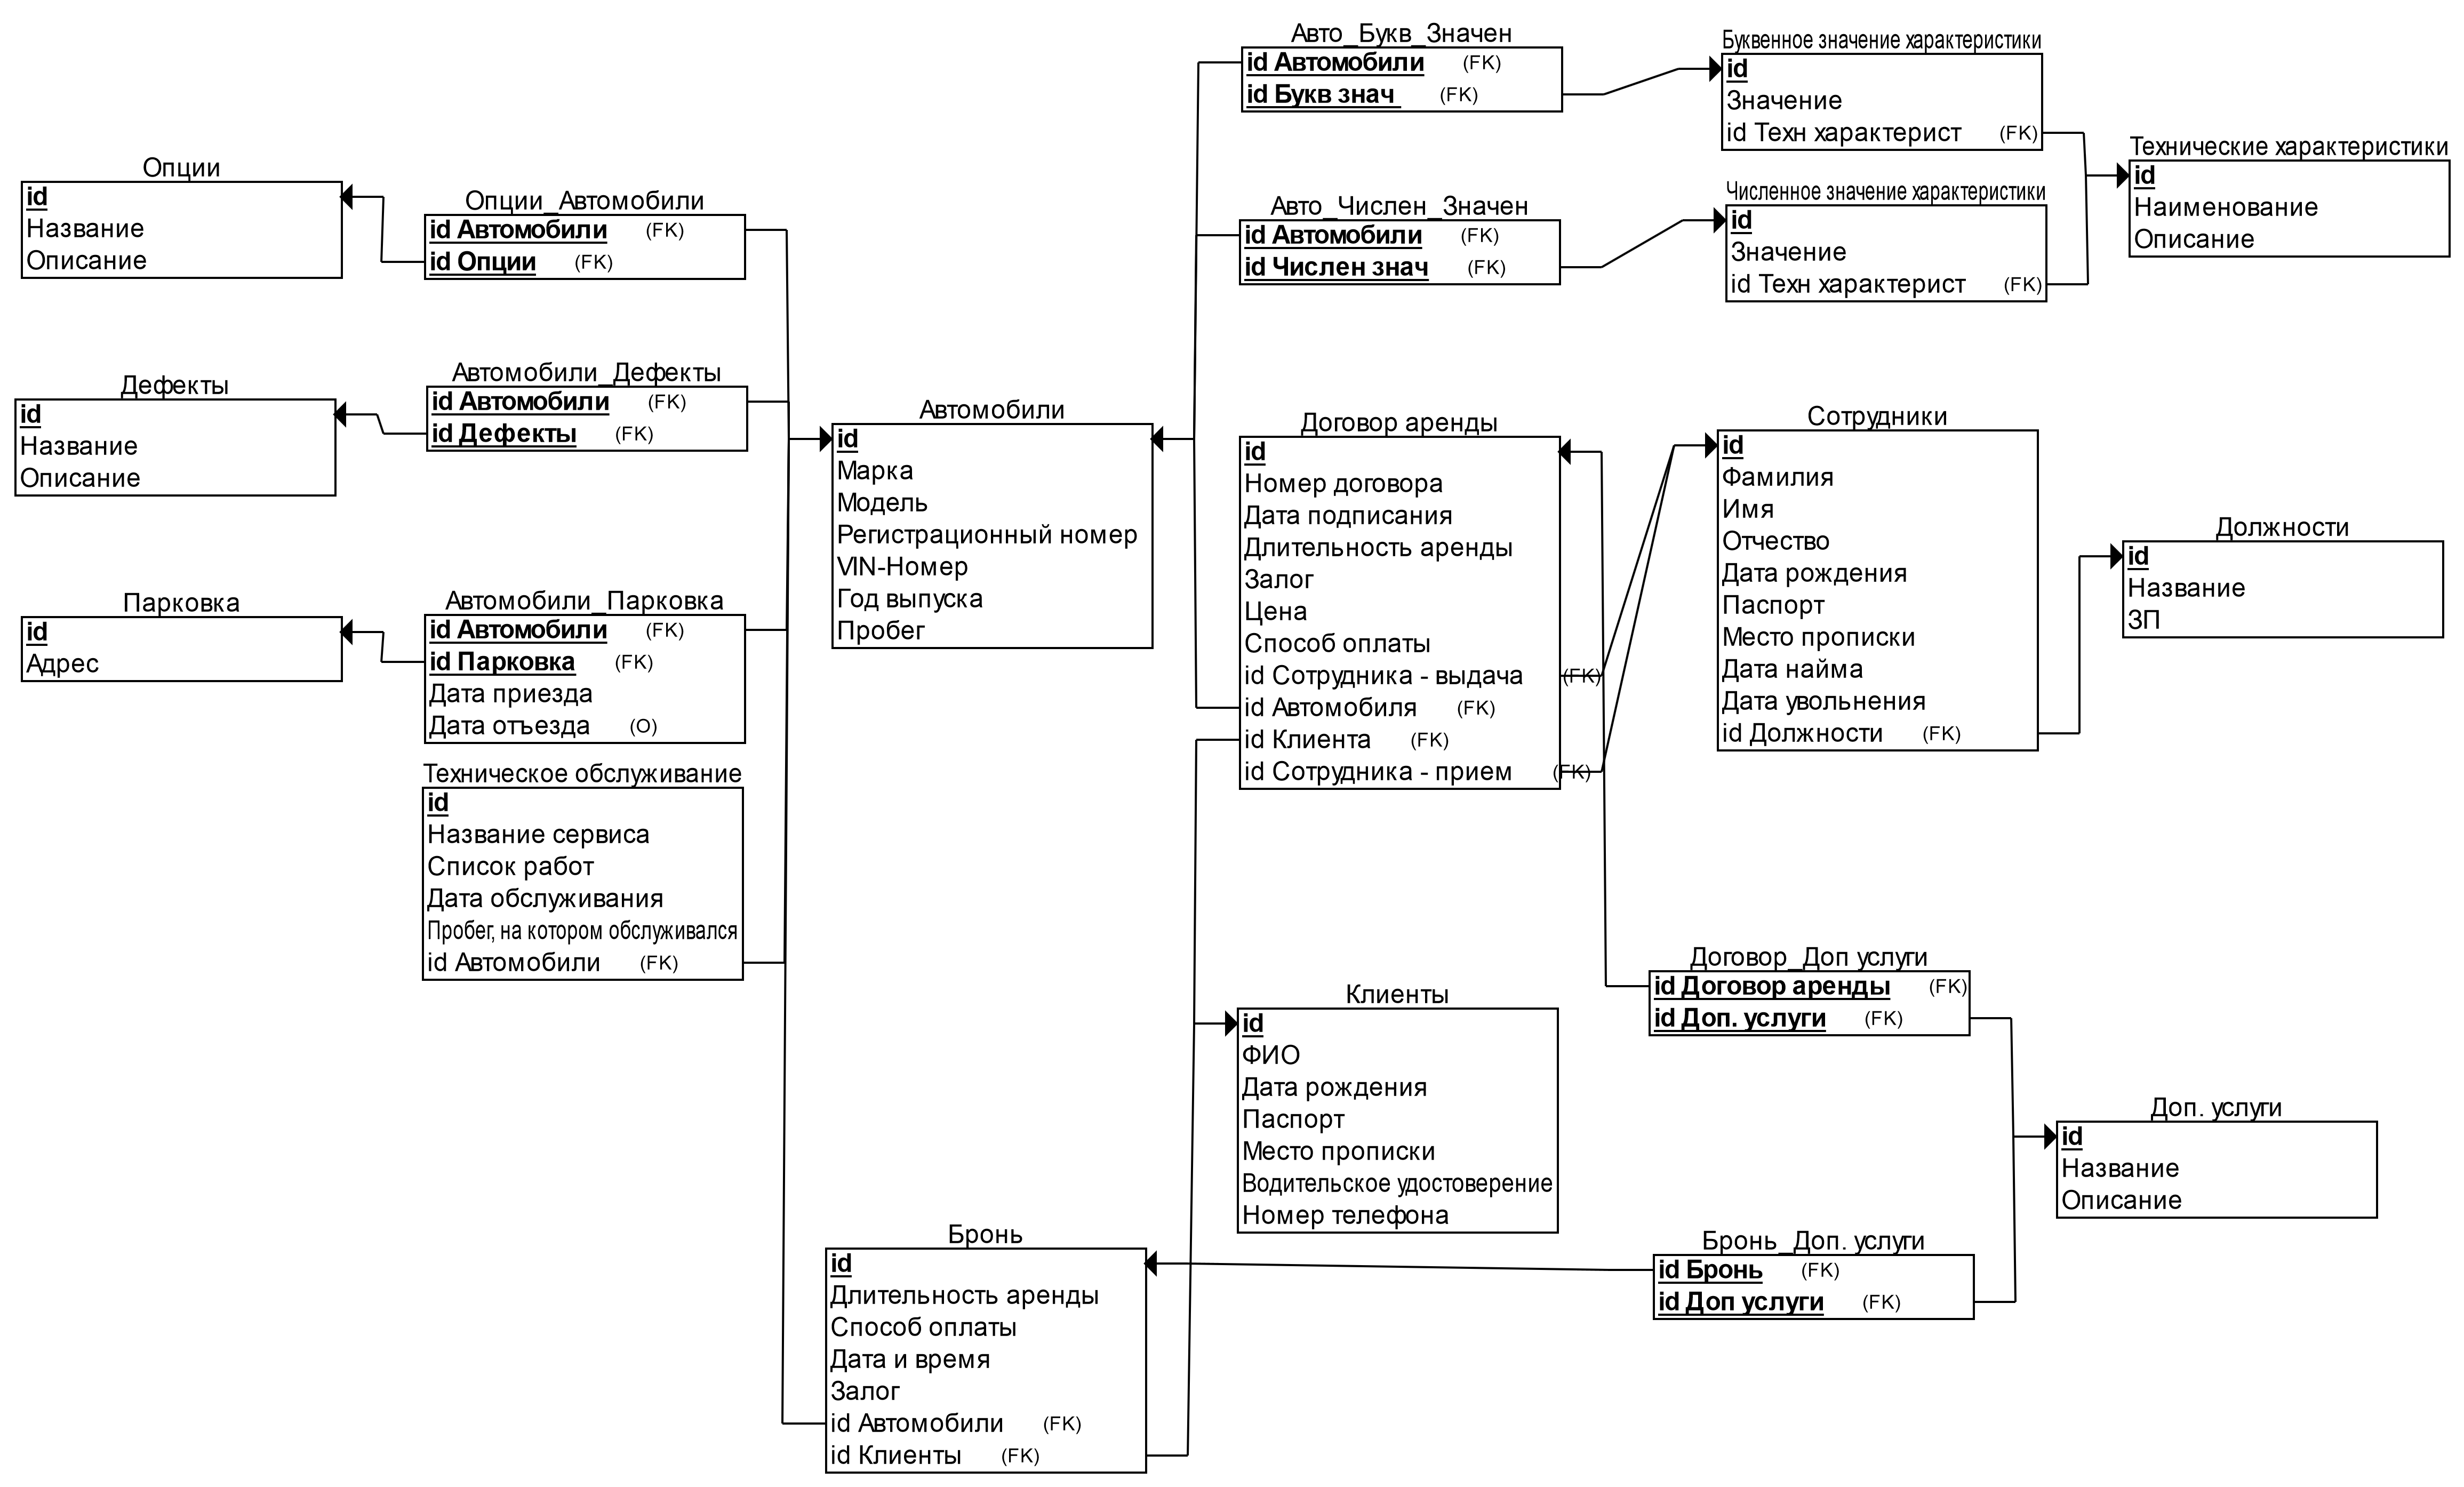 Опции
id
Название
Описание
Дефекты
id
Название
Описание
Парковка
id
Адрес
Опции_Автомобили
id Автомобили (FK)
id Опции (FK)
Автомобили_Дефекты
id Автомобили (FK)
id Дефекты (FK)
Автомобили_Парковка
id Автомобили (FK)
id Парковка (FK)
Дата приезда
Дата отъезда (O)
Техническое обслуживание
id
Название сервиса
Список работ
Дата обслуживания
Пробег, на котором обслуживался
id Автомобили (FK)
Автомобили
id
Марка
Модель
Регистрационный номер
VIN-Номер
Год выпуска
Пробег
Бронь
id
Длительность аренды
Способ оплаты
Дата и время
Залог
id Автомобили (FK)
id Клиенты (FK)
Авто_Букв_Значен
id Автомобили (FK)
id Букв знач (FK)
Авто_Числен_Значен
id Автомобили (FK)
id Числен знач (FK)
Договор аренды
id
Номер договора
Дата подписания
Длительность аренды
Залог
Цена
Способ оплаты
id Сотрудника - выдача (FK)
id Автомобиля (FK)
id Клиента (FK)
id Сотрудника - прием (FK)
Клиенты
id
ФИО
Дата рождения
Паспорт
Место прописки
Водительское удостоверение
Номер телефона
Буквенное значение характеристики
id
Значение
id Техн характерист (FK)
Численное значение характеристики
id
Значение
id Техн характерист (FK)
Сотрудники
id
Фамилия
Имя
Отчество
Дата рождения
Паспорт
Место прописки
Дата найма
Дата увольнения
id Должности (FK)
Договор_Доп услуги
id Договор аренды (FK)
id Доп. услуги (FK)
Бронь_Доп. услуги
id Бронь (FK)
id Доп услуги (FK)
Технические характеристики
id
Наименование
Описание
Должности
id
Название
ЗП
Доп. услуги
id
Название
Описание